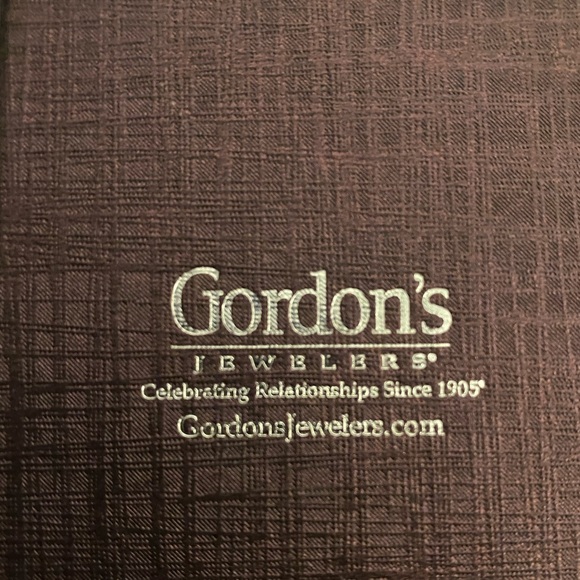 Gordon's
JEWELERS®
Celebrating Relationships Since 1905®
GordonsJewelers.com